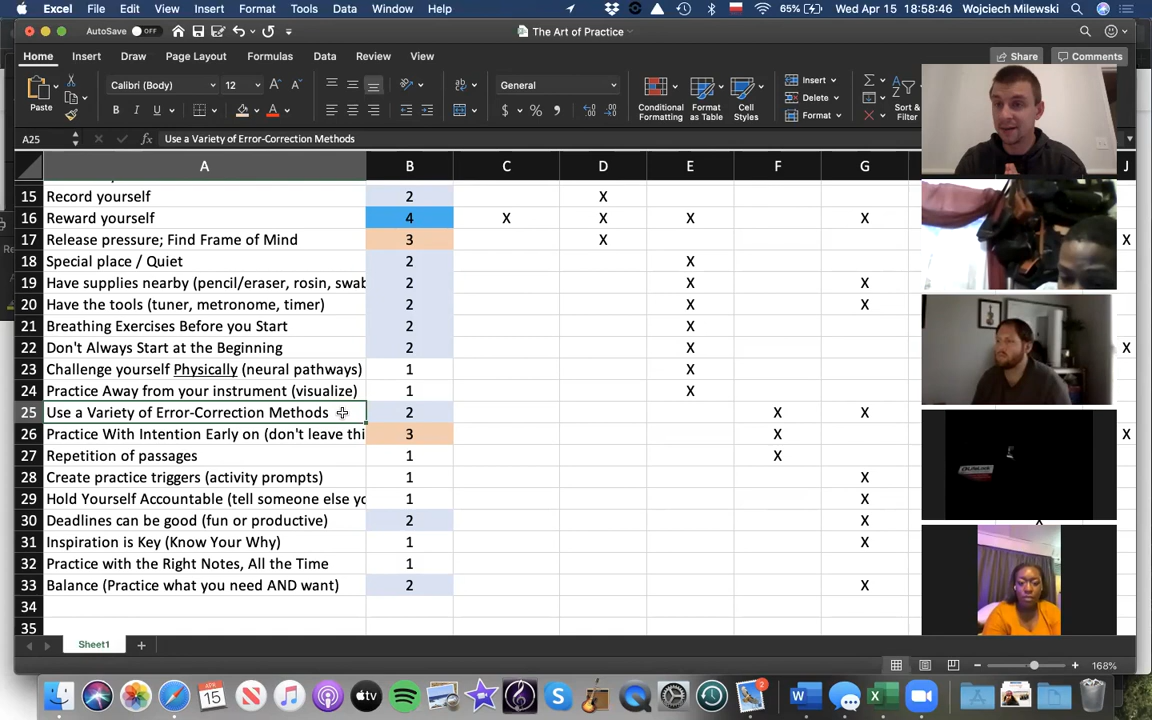 Excel File Edit View Insert Format Tools Data Window Help 65% Wed Apr 15 18:58:46 Wojciech Milewski
AutoSave OFF The Art of Practice
Home Insert Draw Page Layout Formulas Data Review View Share Comments
Paste Calibri (Body) 12 General Conditional Formatting Format as Table Cell Styles Insert Delete Format Sort & Filter
A25 fx Use a Variety of Error-Correction Methods
A B C D E F G J
15 Record yourself 2 X
16 Reward yourself 4 X X X X
17 Release pressure; Find Frame of Mind 3 X X
18 Special place / Quiet 2 X
19 Have supplies nearby (pencil/eraser, rosin, swab 2 X X
20 Have the tools (tuner, metronome, timer) 2 X X
21 Breathing Exercises Before you Start 2 X
22 Don't Always Start at the Beginning 2 X X
23 Challenge yourself Physically (neural pathways) 1 X
24 Practice Away from your instrument (visualize) 1 X
25 Use a Variety of Error-Correction Methods 2 X X
26 Practice With Intention Early on (don't leave thi 3 X X
27 Repetition of passages 1 X
28 Create practice triggers (activity prompts) 1 X
29 Hold Yourself Accountable (tell someone else yo 1 X
30 Deadlines can be good (fun or productive) 2 X
31 Inspiration is Key (Know Your Why) 1 X
32 Practice with the Right Notes, All the Time 1
33 Balance (Practice what you need AND want) 2 X
34
35
Sheet1
168%
APR 15 tv 2